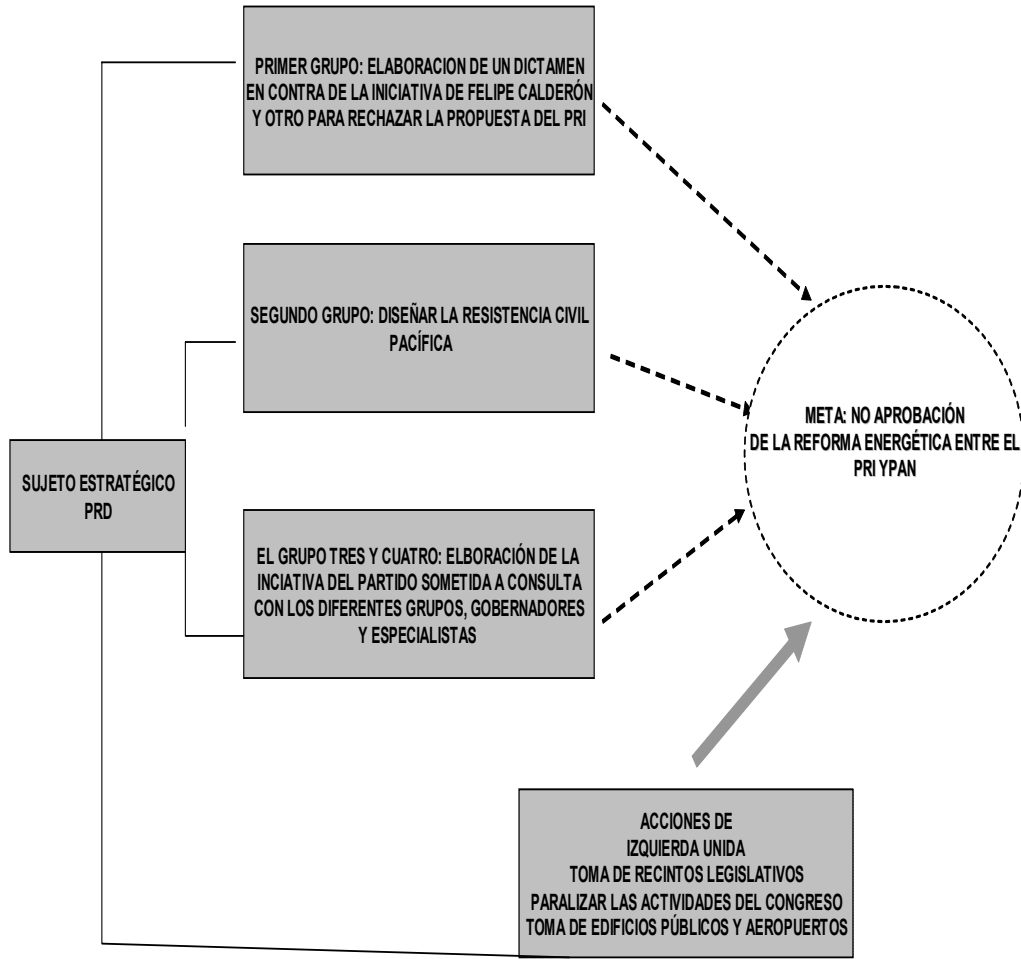 PRIMER GRUPO: ELABORACION DE UN DICTAMEN
EN CONTRA DE LA INICIATIVA DE FELIPE CALDERÓN
Y OTRO PARA RECHAZAR LA PROPUESTA DEL PRI
SEGUNDO GRUPO: DISEÑAR LA RESISTENCIA CIVIL
PACÍFICA
META: NO APROBACIÓN
DE LA REFORMA ENERGÉTICA ENTRE EL
PRI YPAN
SUJETO ESTRATÉGICO
PRD
EL GRUPO TRES Y CUATRO: ELBORACIÓN DE LA
INCIATIVA DEL PARTIDO SOMETIDA A CONSULTA
CON LOS DIFERENTES GRUPOS, GOBERNADORES
Y ESPECIALISTAS
ACCIONES DE
IZQUIERDA UNIDA
TOMA DE RECINTOS LEGISLATIVOS
PARALIZAR LAS ACTIVIDADES DEL CONGRESO
TOMA DE EDIFICIOS PÚBLICOS Y AEROPUERTOS